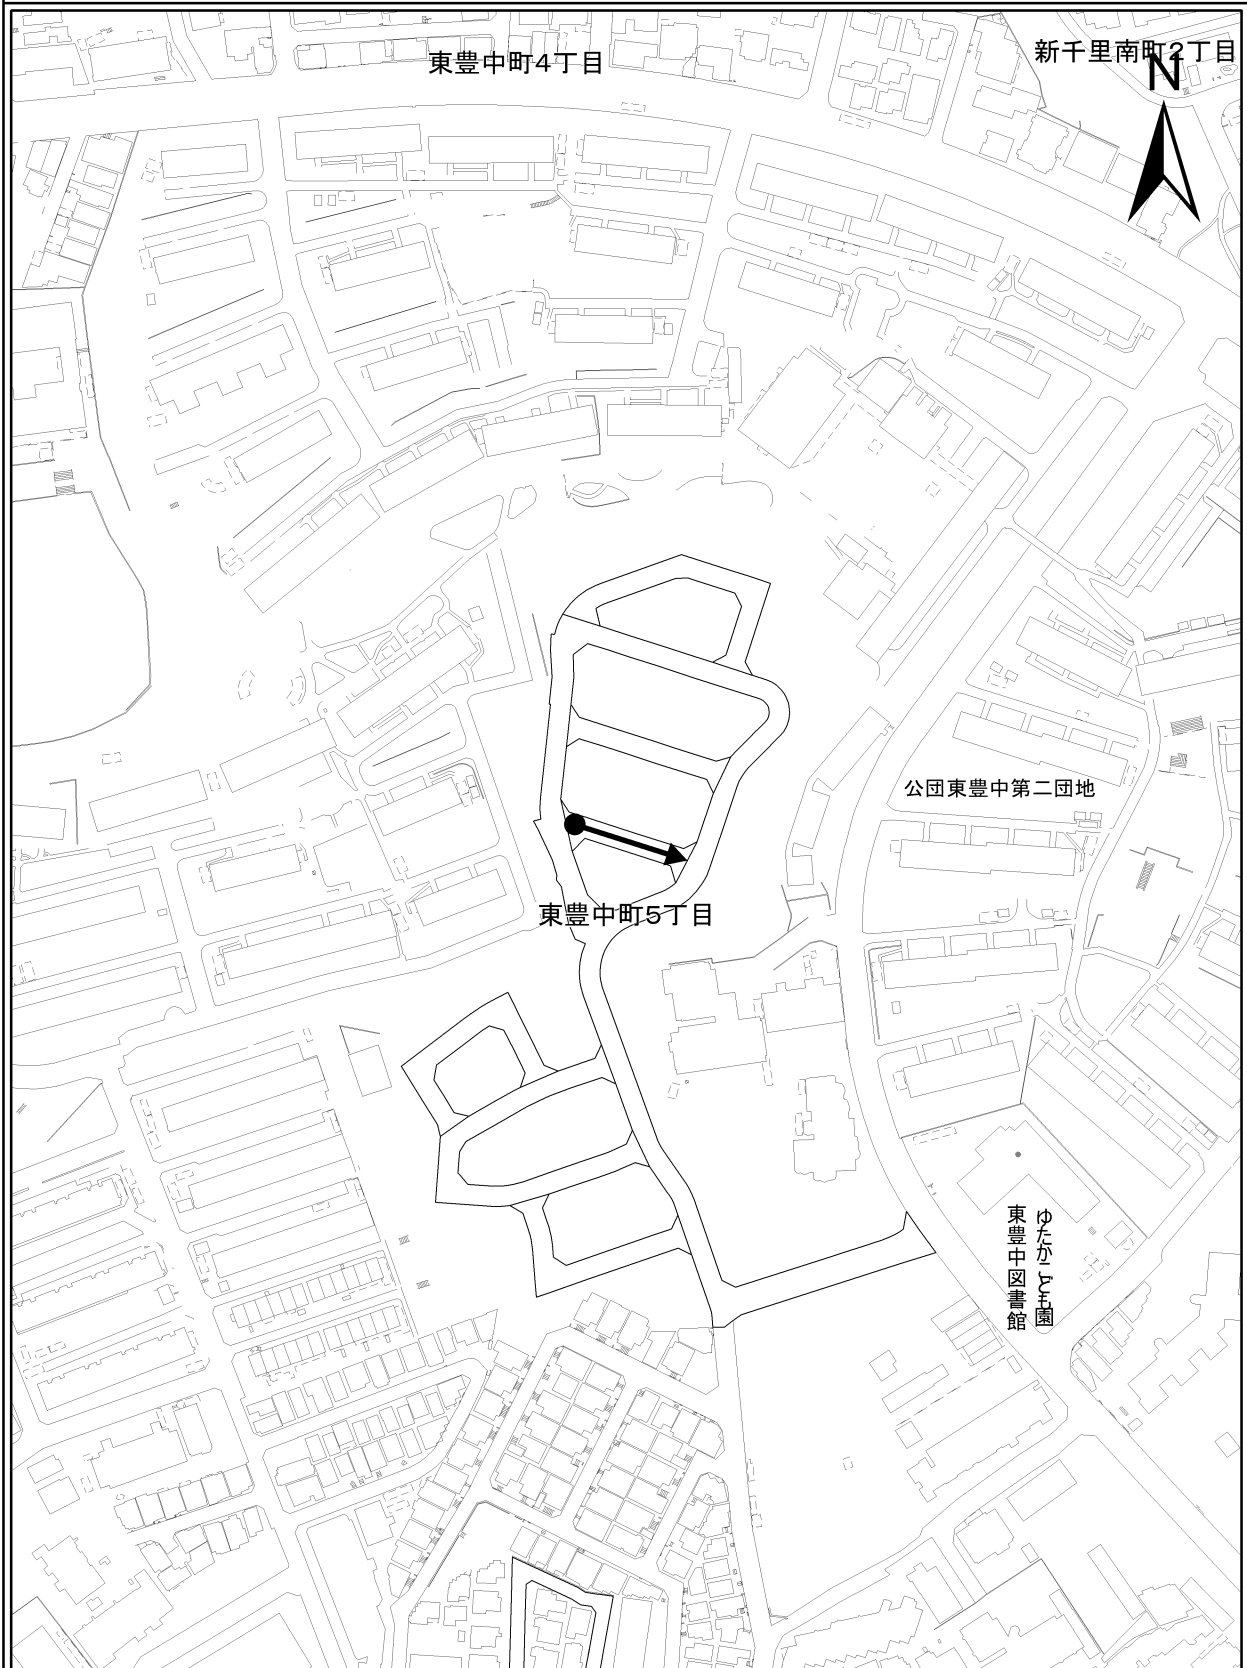 東豊中町4丁目
新千里南町2丁目
N
公団東豊中第二団地
東豊中町5丁目
ゆたかこども園
東豊中図書館